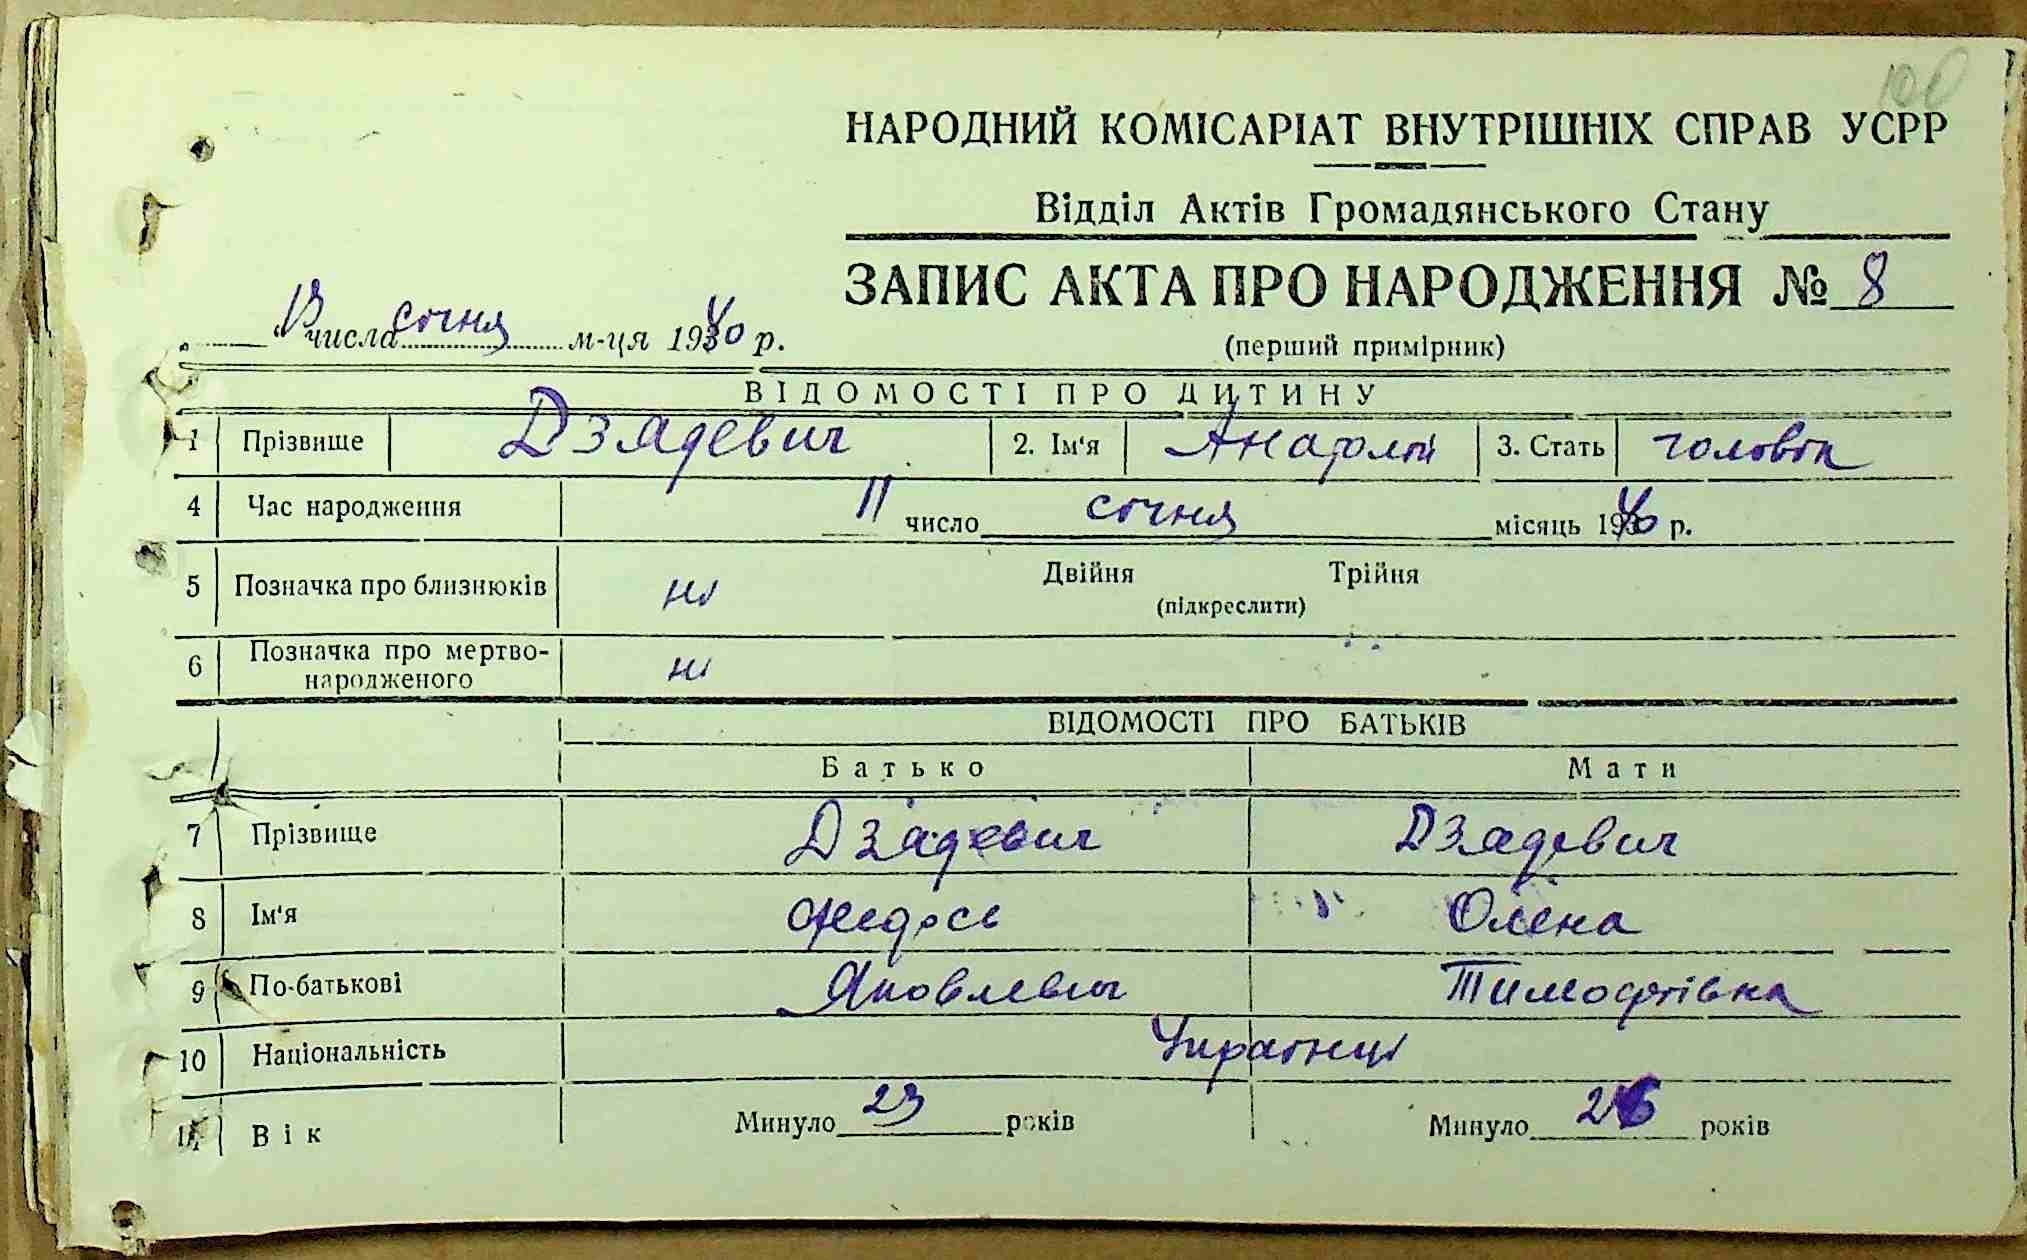 100
НАРОДНИЙ КОМІСАРІАТ ВНУТРІШНІХ СПРАВ УСРР
Відділ Актів Громадянського Стану
ЗАПИС АКТА ПРО НАРОДЖЕННЯ № 8
„ 13 " числа січня м-ця 1940 р.
(перший примірник)
ВІДОМОСТІ ПРО ДИТИНУ
1 Прізвище Дзядевич 2. Ім'я Анатолій 3. Стать чоловік
4 Час народження 11 число січня місяць 1940 р.
5 Позначка про близнюків ні Двійня Трійня
(підкреслити)
6 Позначка про мертво-
народженого ні
ВІДОМОСТІ ПРО БАТЬКІВ
Батько Мати
7 Прізвище Дзядевич Дзядевич
8 Ім'я Федось Олена
9 По-батькові Яковлевич Тимофіївна
10 Національність Українці
11 Вік Минуло 23 років Минуло 26 років